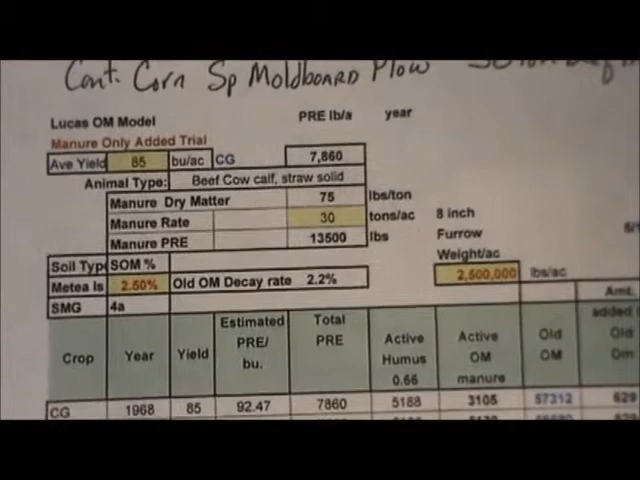 Cont. Corn Sp Moldboard Plow
Lucas OM Model PRE lb/a year
Manure Only Added Trial
Ave Yield 85 bu/ac CG 7,860
Animal Type: Beef Cow calf, straw solid
Manure Dry Matter 75 lbs/ton
Manure Rate 30 tons/ac 8 inch
Manure PRE 13500 lbs Furrow
Weight/ac
Soil Typ SOM %
Metea ls 2.50% Old OM Decay rate 2.2% 2,500,000 lbs/ac
SMG 4a
Amt.
Estimated Total added
Crop Year Yield PRE/ PRE Active Active Old Old
bu. Humus OM OM Om
0.66 manure
CG 1968 85 92.47 7860 5188 3105 57312 629